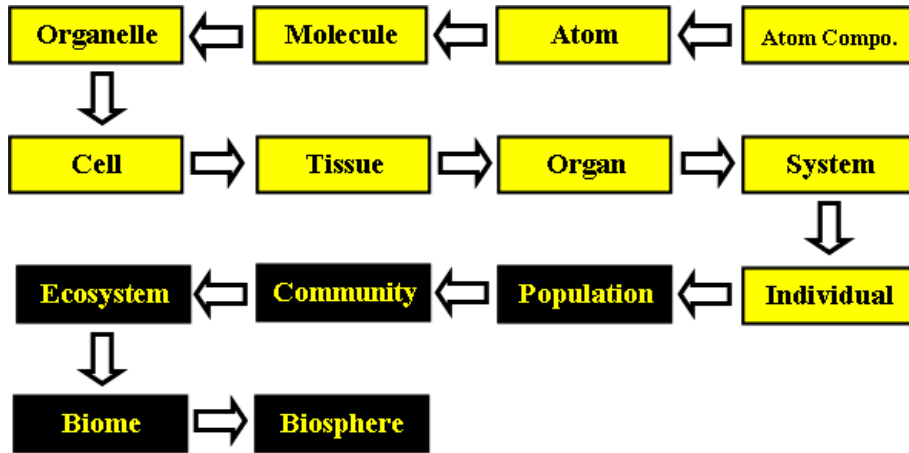 Organelle Molecule Atom Atom Compo.
Cell Tissue Organ System
Ecosystem Community Population Individual
Biome Biosphere